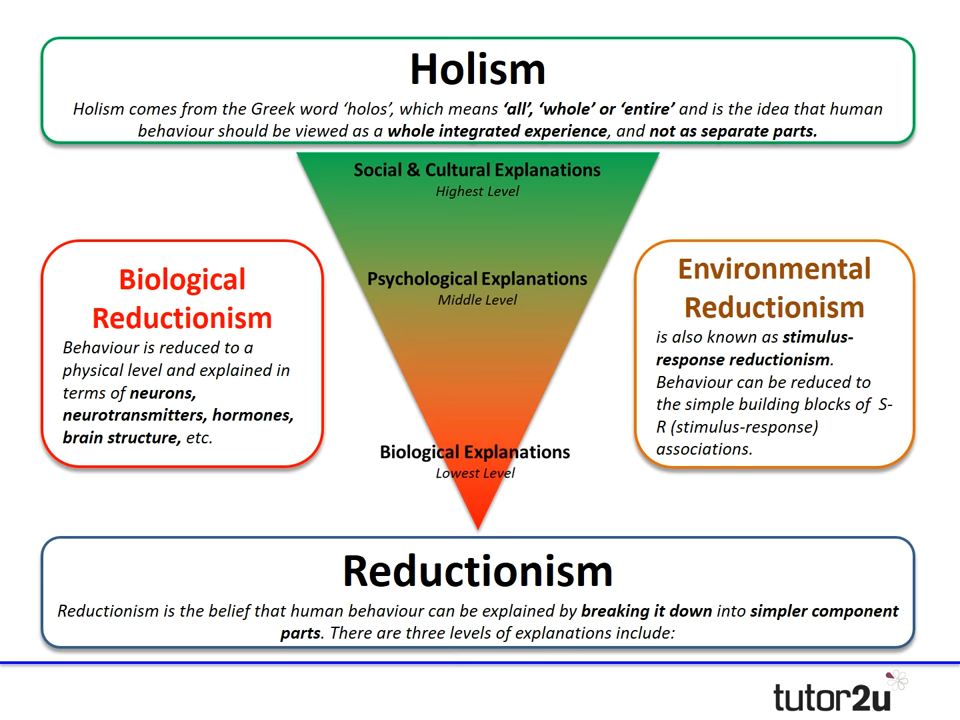 Holism
Holism comes from the Greek word ‘holos’, which means ‘all’, ‘whole’ or ‘entire’ and is the idea that human
behaviour should be viewed as a whole integrated experience, and not as separate parts.
Social & Cultural Explanations
Highest Level
Biological
Reductionism
Behaviour is reduced to a
physical level and explained in
terms of neurons,
neurotransmitters, hormones,
brain structure, etc.
Psychological Explanations
Middle Level
Environmental
Reductionism
is also known as stimulus-
response reductionism.
Behaviour can be reduced to
the simple building blocks of  S-
R (stimulus-response)
associations.
Biological Explanations
Lowest Level
Reductionism
Reductionism is the belief that human behaviour can be explained by breaking it down into simpler component
parts. There are three levels of explanations include:
tutor2u